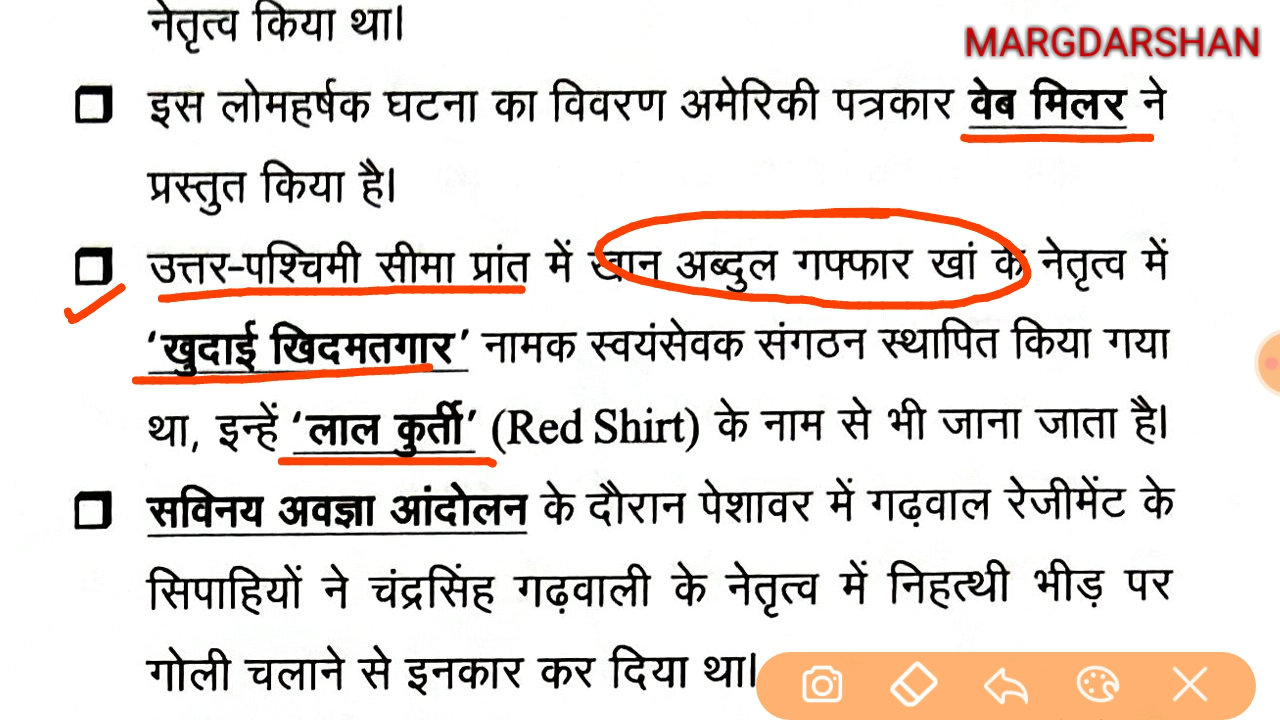 नेतृत्व किया था।
MARGDARSHAN
इस लोमहर्षक घटना का विवरण अमेरिकी पत्रकार वेब मिलर ने
प्रस्तुत किया है।
उत्तर-पश्चिमी सीमा प्रांत में खान अब्दुल गफ्फार खां के नेतृत्व में
‘खुदाई खिदमतगार’ नामक स्वयंसेवक संगठन स्थापित किया गया
था, इन्हें ‘लाल कुर्ती’ (Red Shirt) के नाम से भी जाना जाता है।
सविनय अवज्ञा आंदोलन के दौरान पेशावर में गढ़वाल रेजीमेंट के
सिपाहियों ने चंद्रसिंह गढ़वाली के नेतृत्व में निहत्थी भीड़ पर
गोली चलाने से इनकार कर दिया था।